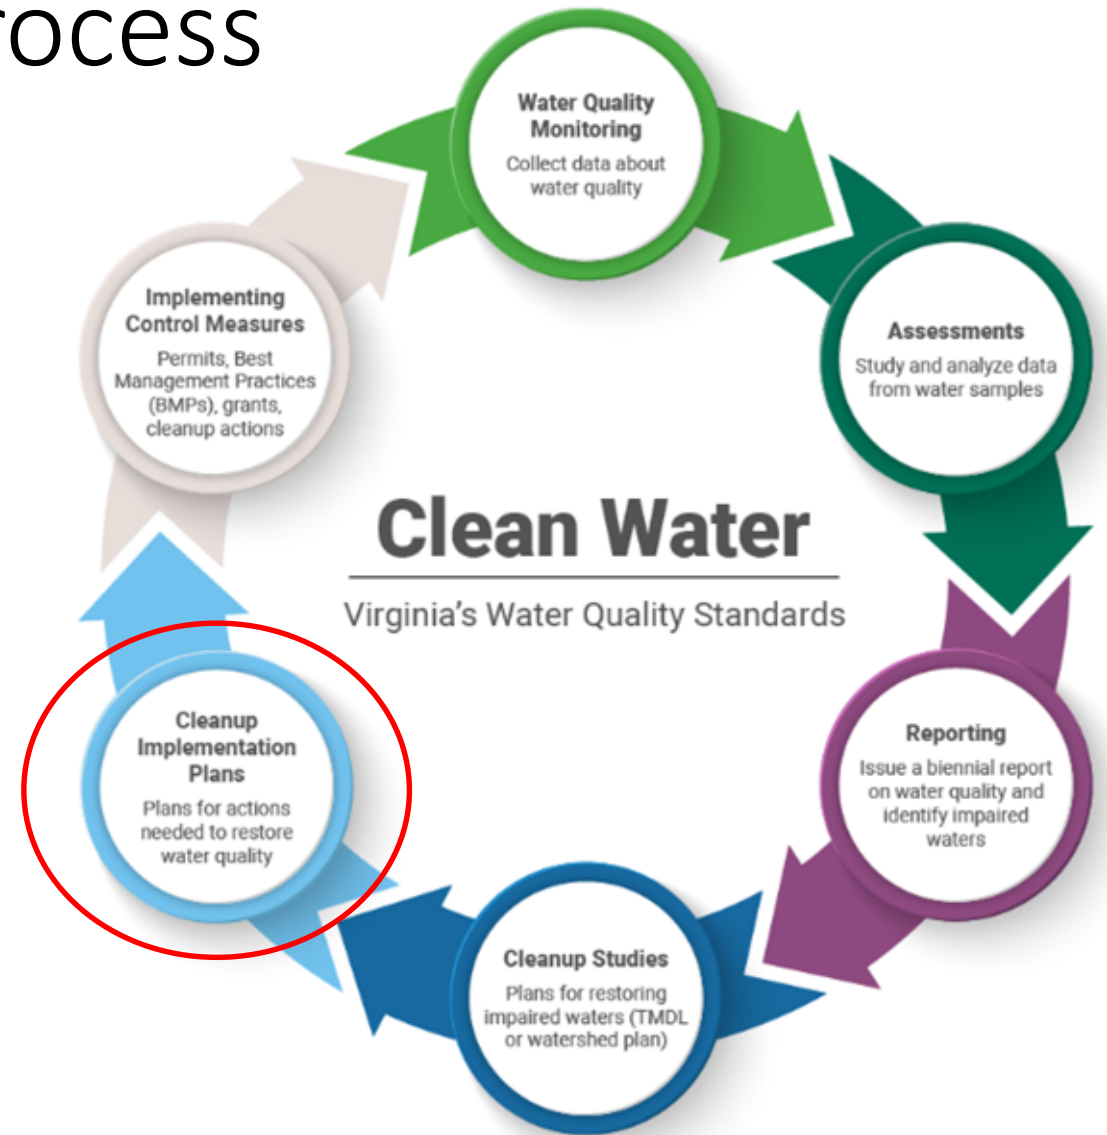 rocess
Water Quality
Monitoring
Collect data about
water quality
Assessments
Study and analyze data
from water samples
Reporting
Issue a biennial report
on water quality and
identify impaired
waters
Cleanup Studies
Plans for restoring
impaired waters (TMDL
or watershed plan)
Cleanup
Implementation
Plans
Plans for actions
needed to restore
water quality
Implementing
Control Measures
Permits, Best
Management Practices
(BMPs), grants,
cleanup actions
Clean Water
Virginia's Water Quality Standards